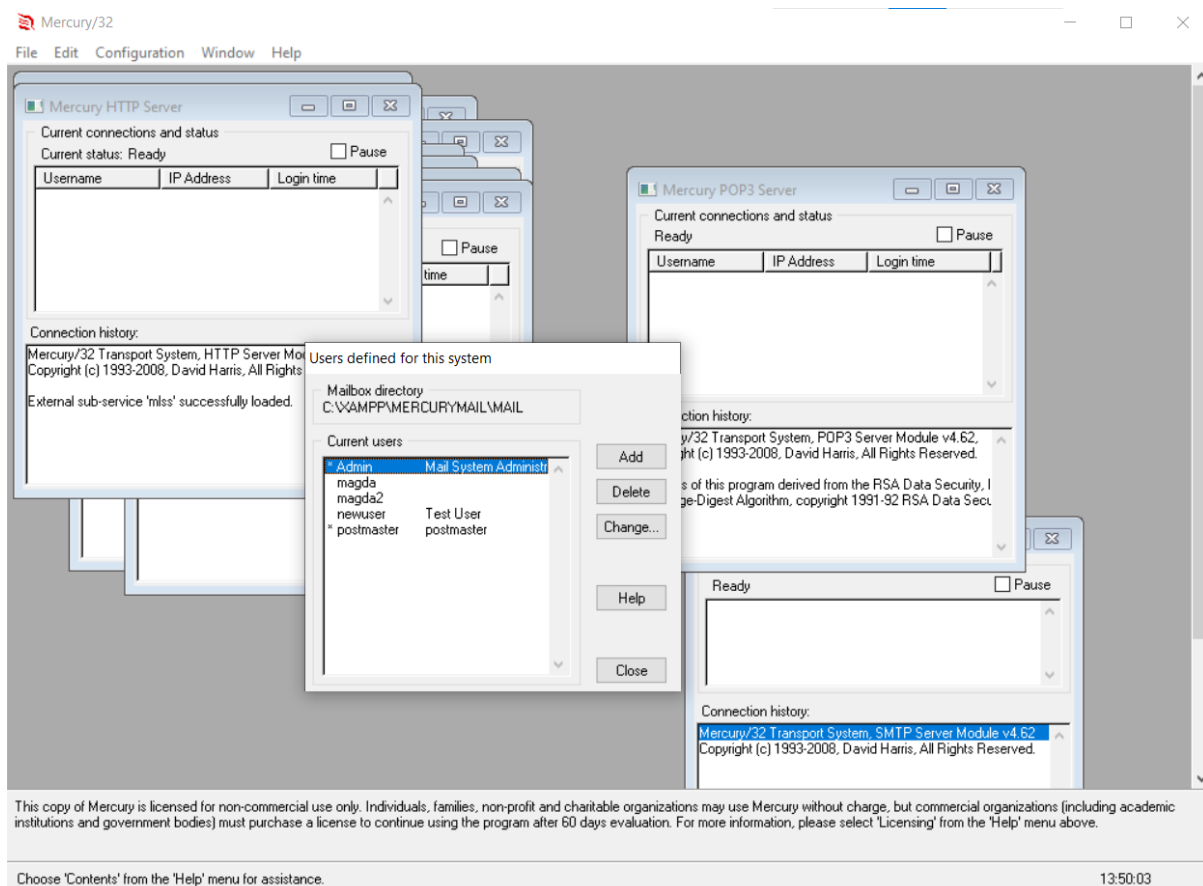 Mercury/32
File Edit Configuration Window Help
Mercury HTTP Server
Current connections and status
Current status: Ready
Pause
Username IP Address Login time
Connection history:
Mercury/32 Transport System, HTTP Server Mo
Copyright (c) 1993-2008, David Harris, All Rights
External sub-service 'mlss' successfully loaded.
Pause
time
Users defined for this system
Mailbox directory
C:\XAMPP\MERCURYMAIL\MAIL
Current users
* Admin Mail System Administr
magda
magda2
newuser Test User
* postmaster postmaster
Add
Delete
Change...
Help
Close
Mercury POP3 Server
Current connections and status
Ready
Pause
Username IP Address Login time
ction history:
y/32 Transport System, POP3 Server Module v4.62,
ght (c) 1993-2008, David Harris, All Rights Reserved.
s of this program derived from the RSA Data Security, I
ge-Digest Algorithm, copyright 1991-92 RSA Data Secu
Ready
Pause
Connection history:
Mercury/32 Transport System, SMTP Server Module v4.62
Copyright (c) 1993-2008, David Harris, All Rights Reserved.
This copy of Mercury is licensed for non-commercial use only. Individuals, families, non-profit and charitable organizations may use Mercury without charge, but commercial organizations (including academic
institutions and government bodies) must purchase a license to continue using the program after 60 days evaluation. For more information, please select 'Licensing' from the 'Help' menu above.
Choose 'Contents' from the 'Help' menu for assistance.
13:50:03